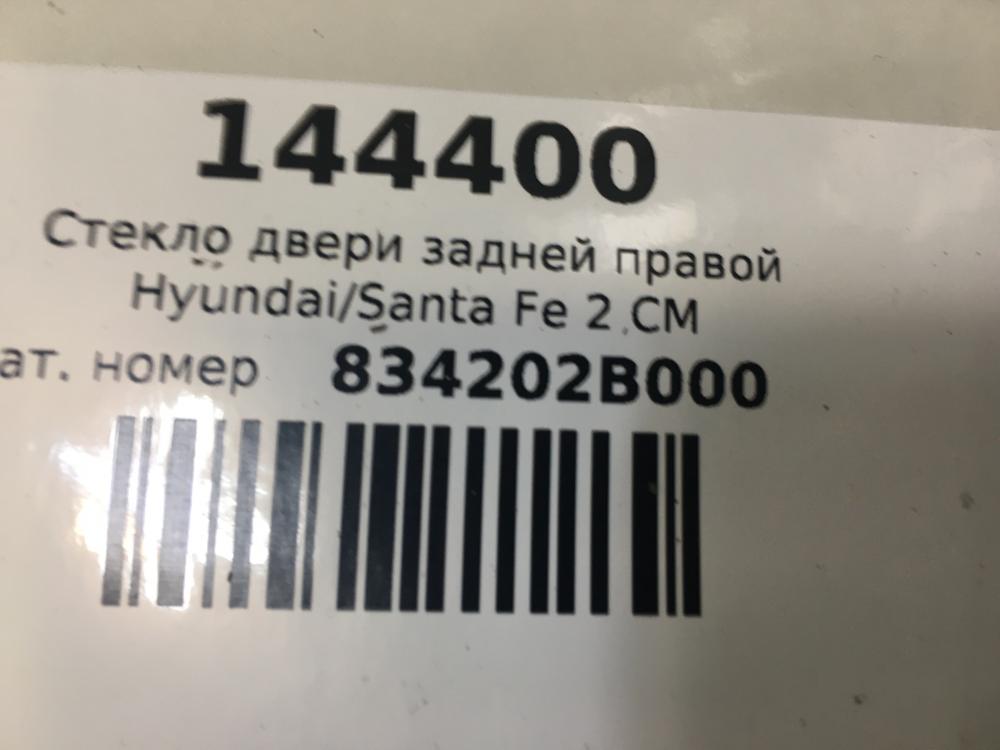 144400
Стекло двери задней правой
Hyundai/Santa Fe 2 CM
ат. номер 834202B000